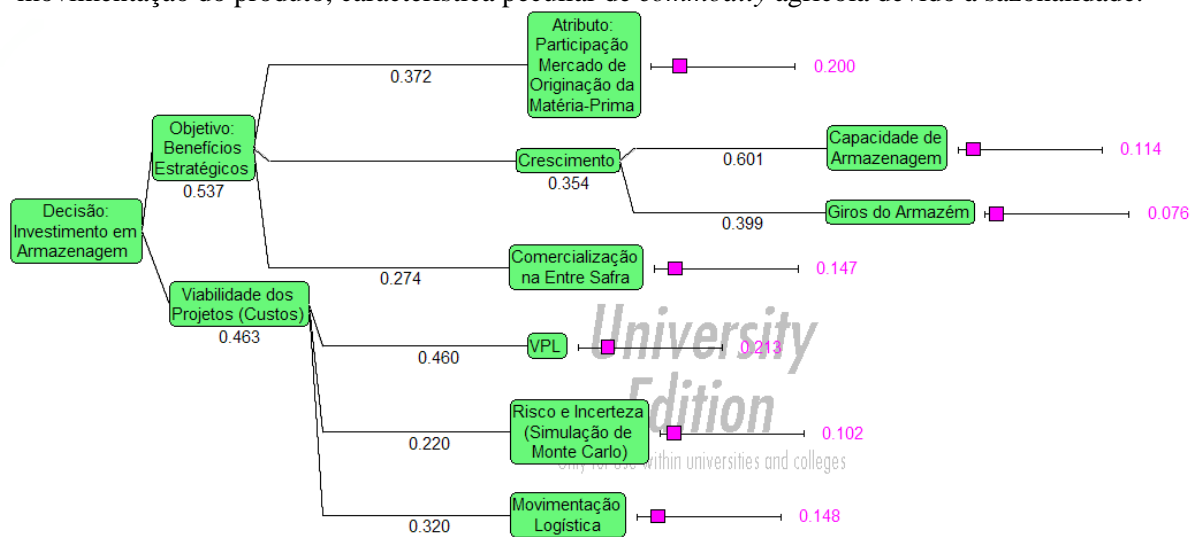 movimentação do produto, característica peculiar de commodity agrícola devido à sazonalidade.
Atributo:
Participação
Mercado de
Originação da
Matéria-Prima
0.372
0.200
Objetivo:
Benefícios
Estratégicos
0.537
Crescimento
0.354
0.601
Capacidade de
Armazenagem
0.114
0.399
Giros do Armazém
0.076
Decisão:
Investimento em
Armazenagem
0.274
Comercialização
na Entre Safra
0.147
Viabilidade dos
Projetos (Custos)
0.463
0.460
VPL
0.213
University
Edition
Only for use within universities and colleges
0.220
Risco e Incerteza
(Simulação de
Monte Carlo)
0.102
0.320
Movimentação
Logística
0.148